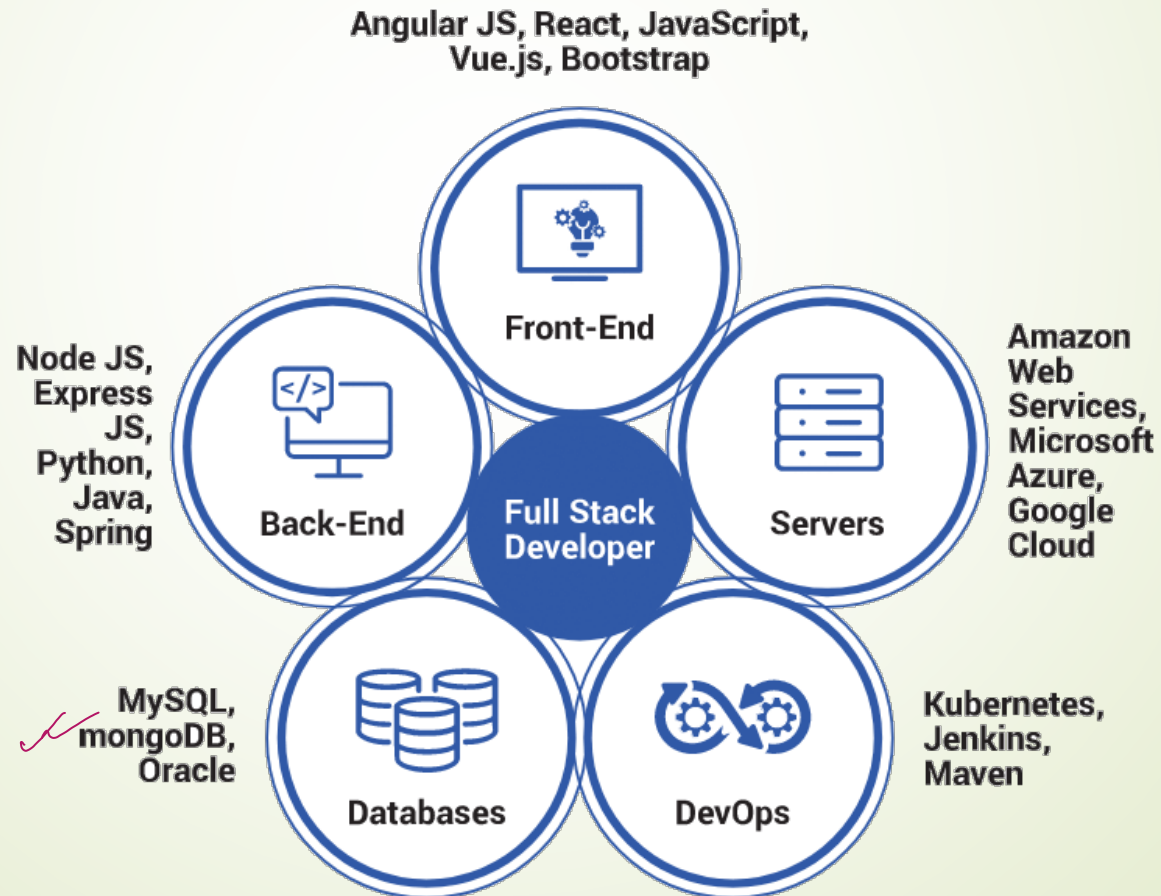 Angular JS, React, JavaScript,
Vue.js, Bootstrap
Front-End
Node JS,
Express
JS,
Python,
Java,
Spring
</>
Back-End
Full Stack
Developer
Servers
Amazon
Web
Services,
Microsoft
Azure,
Google
Cloud
MySQL,
mongoDB,
Oracle
Databases
DevOps
Kubernetes,
Jenkins,
Maven